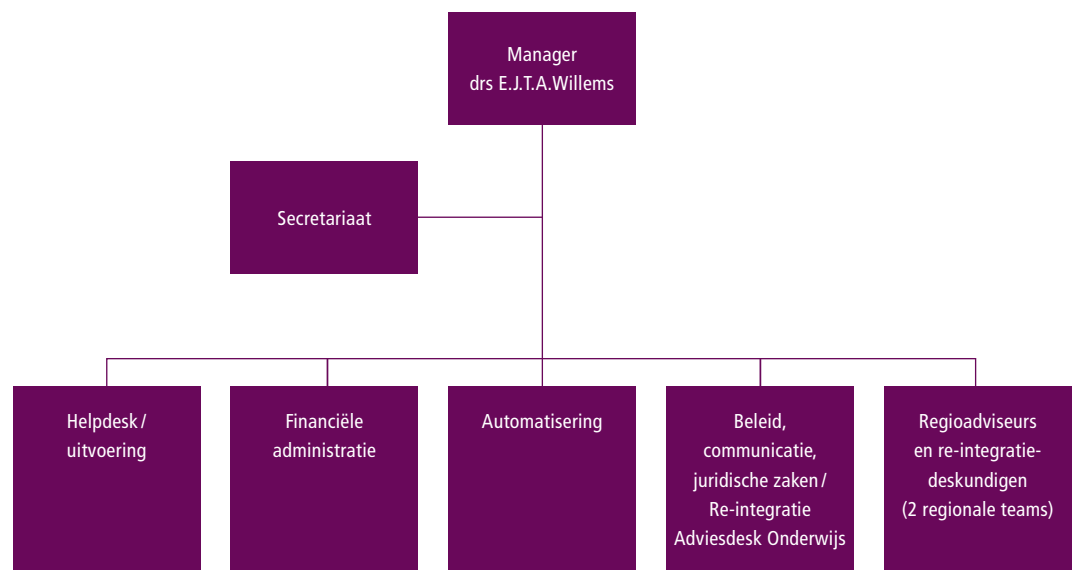 Manager
drs E.J.T.A.Willems
Secretariaat
Helpdesk /
uitvoering
Financiële
administratie
Automatisering
Beleid,
communicatie,
juridische zaken /
Re-integratie
Adviesdesk Onderwijs
Regioadviseurs
en re-integratie-
deskundigen
(2 regionale teams)